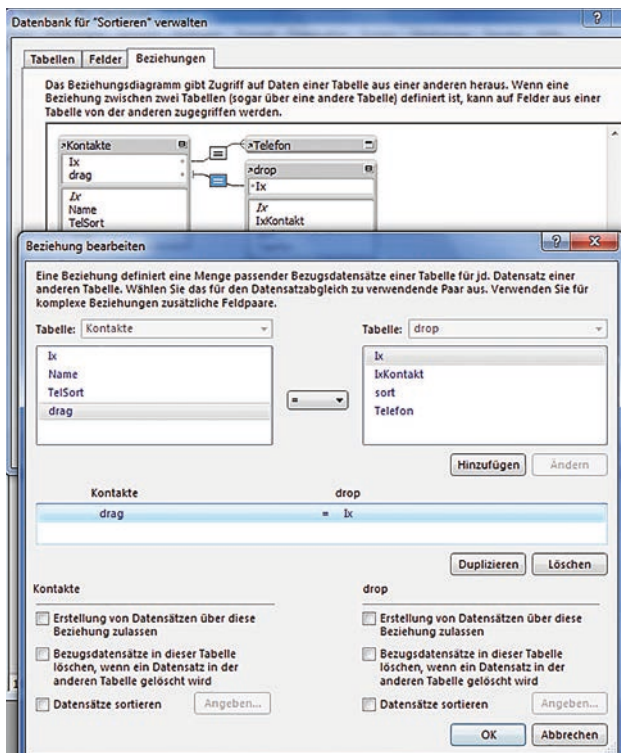 Datenbank für "Sortieren" verwalten
Tabellen Felder Beziehungen
Das Beziehungsdiagramm gibt Zugriff auf Daten einer Tabelle aus einer anderen heraus. Wenn eine
Beziehung zwischen zwei Tabellen (sogar über eine andere Tabelle) definiert ist, kann auf Felder aus einer
Tabelle von der anderen zugegriffen werden.
Kontakte
Ix
drag
Ix
Name
TelSort
Telefon
drop
Ix
Ix
IxKontakt
Beziehung bearbeiten
Eine Beziehung definiert eine Menge passender Bezugsdatensätze einer Tabelle für jd. Datensatz einer
anderen Tabelle. Wählen Sie das für den Datensatzabgleich zu verwendende Paar aus. Verwenden Sie für
komplexe Beziehungen zusätzliche Feldpaare.
Tabelle: Kontakte
Ix
Name
TelSort
drag
=
Tabelle: drop
Ix
IxKontakt
sort
Telefon
Hinzufügen Ändern
Kontakte drop
drag = Ix
Duplizieren Löschen
Kontakte
Erstellung von Datensätzen über diese
Beziehung zulassen
Bezugsdatensätze in dieser Tabelle
löschen, wenn ein Datensatz in der
anderen Tabelle gelöscht wird
Datensätze sortieren Angeben...
drop
Erstellung von Datensätzen über diese
Beziehung zulassen
Bezugsdatensätze in dieser Tabelle
löschen, wenn ein Datensatz in der
anderen Tabelle gelöscht wird
Datensätze sortieren Angeben...
OK Abbrechen